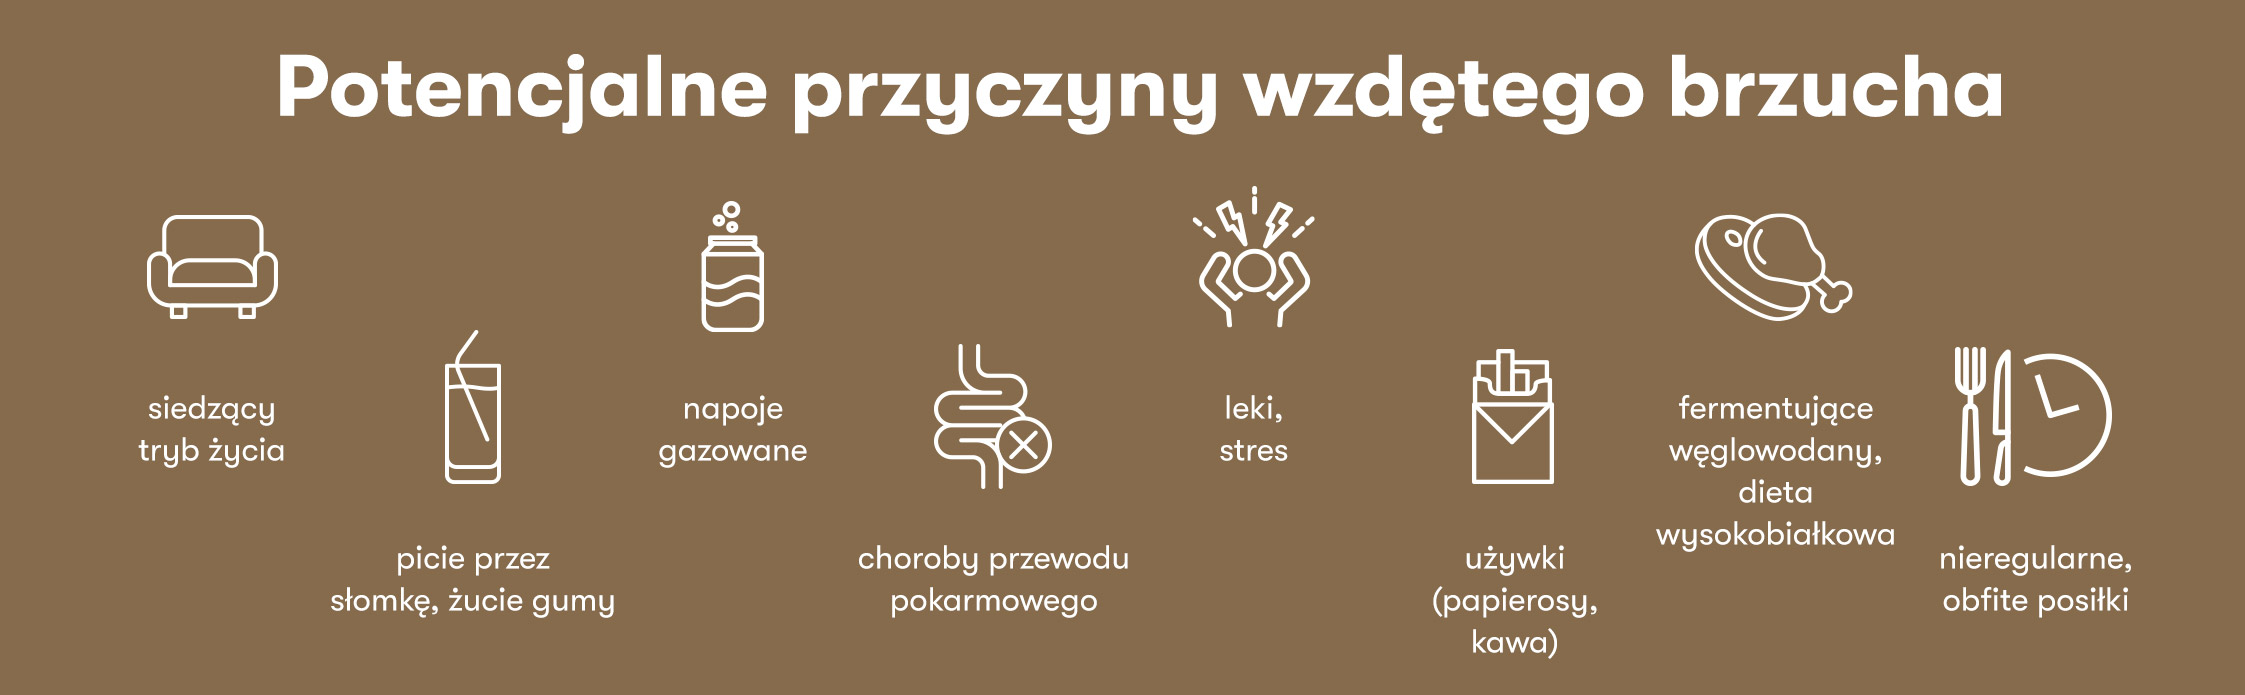 Potencjalne przyczyny wzdętego brzucha
siedzący
tryb życia
picie przez
słomkę, żucie gumy
napoje
gazowane
choroby przewodu
pokarmowego
leki,
stres
używki
(papierosy,
kawa)
fermentujące
węglowodany,
dieta
wysokobiałkowa
nieregularne,
obfite posiłki